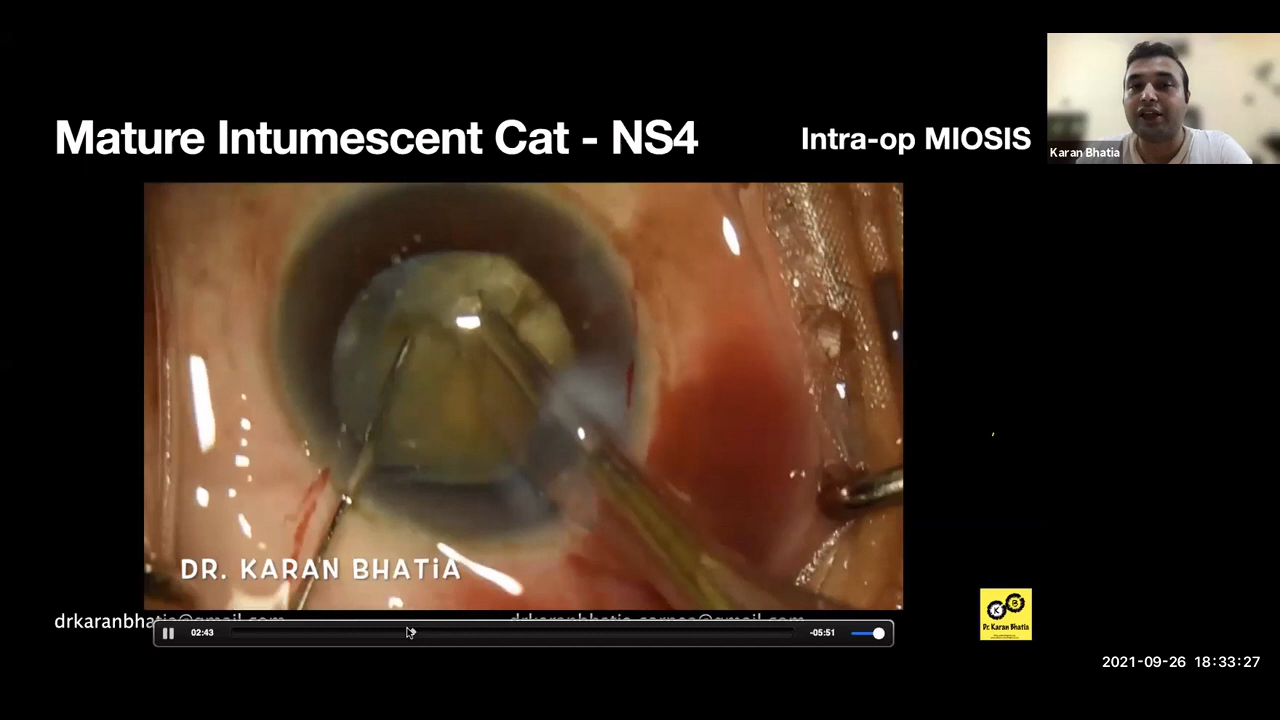 Mature Intumescent Cat - NS4
Intra-op MIOSIS
Karan Bhatia
DR. KARAN BHATIA
02:43
-05:51
K B
Dr. Karan Bhatia
2021-09-26 18:33:27